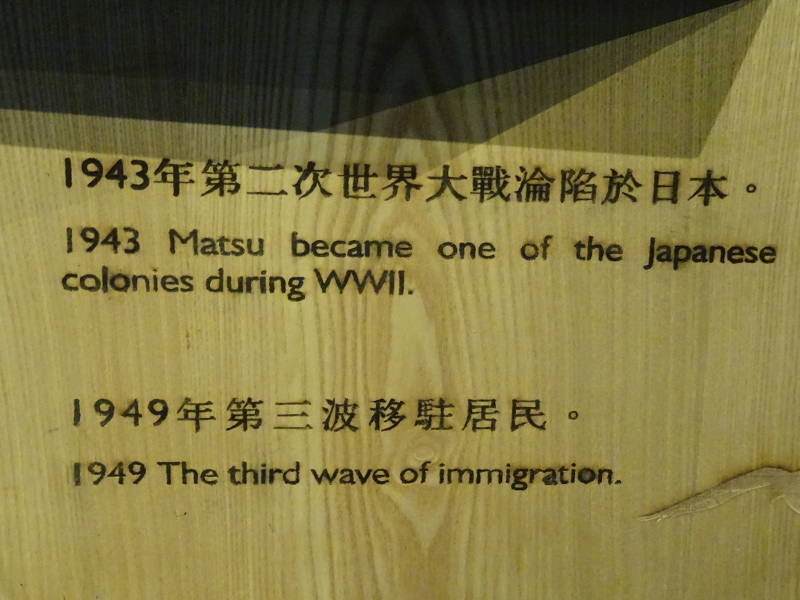 1943年第二次世界大戰淪陷於日本。
1943 Matsu became one of the Japanese
colonies during WWII.
1949年第三波移駐居民。
1949 The third wave of immigration.